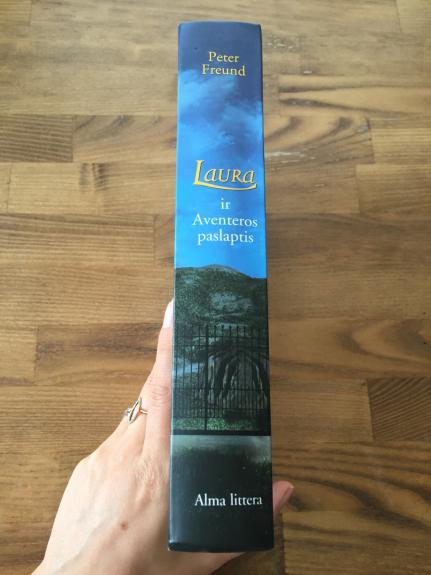 Peter
Freund
Laura
ir
Aventeros
paslaptis
Alma littera